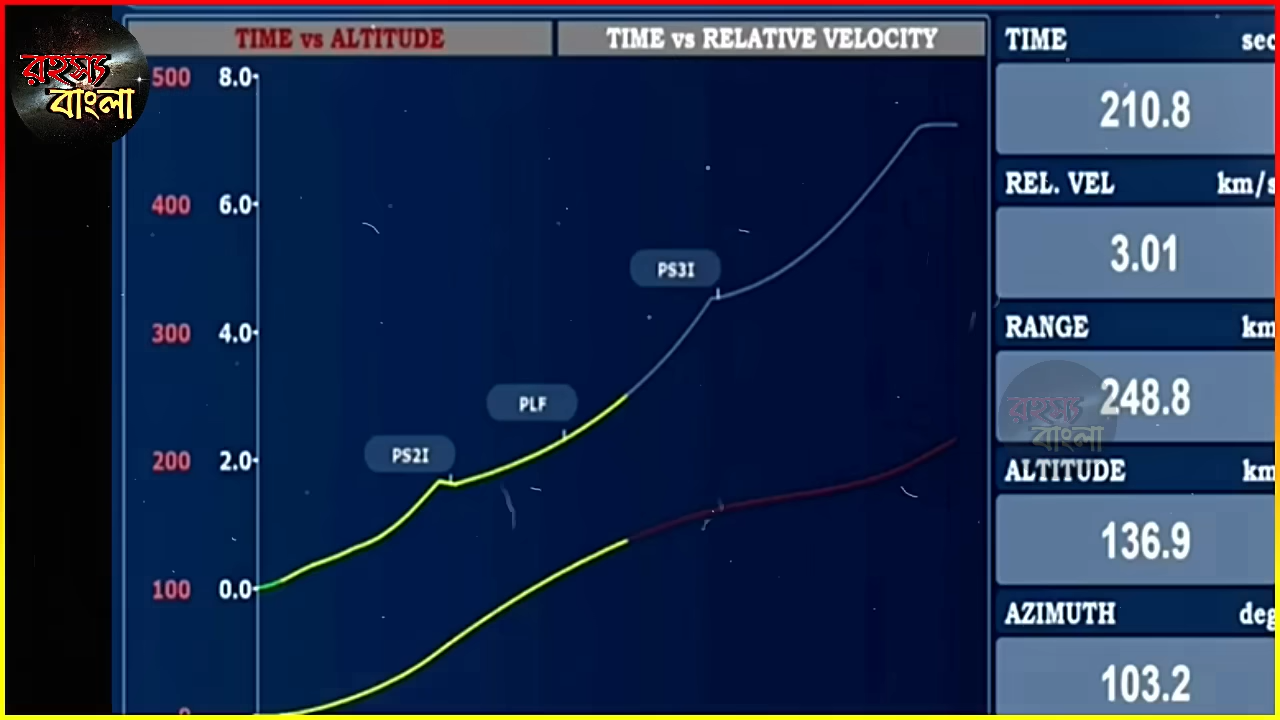 রহস্য
বাংলা
TIME vs ALTITUDE
TIME vs RELATIVE VELOCITY
500 8.0
400 6.0
300 4.0
200 2.0
100 0.0
PS3I
PLF
PS2I
TIME sec
210.8
REL. VEL km/s
3.01
RANGE km
248.8
রহস্য
বাংলা
ALTITUDE km
136.9
AZIMUTH deg
103.2